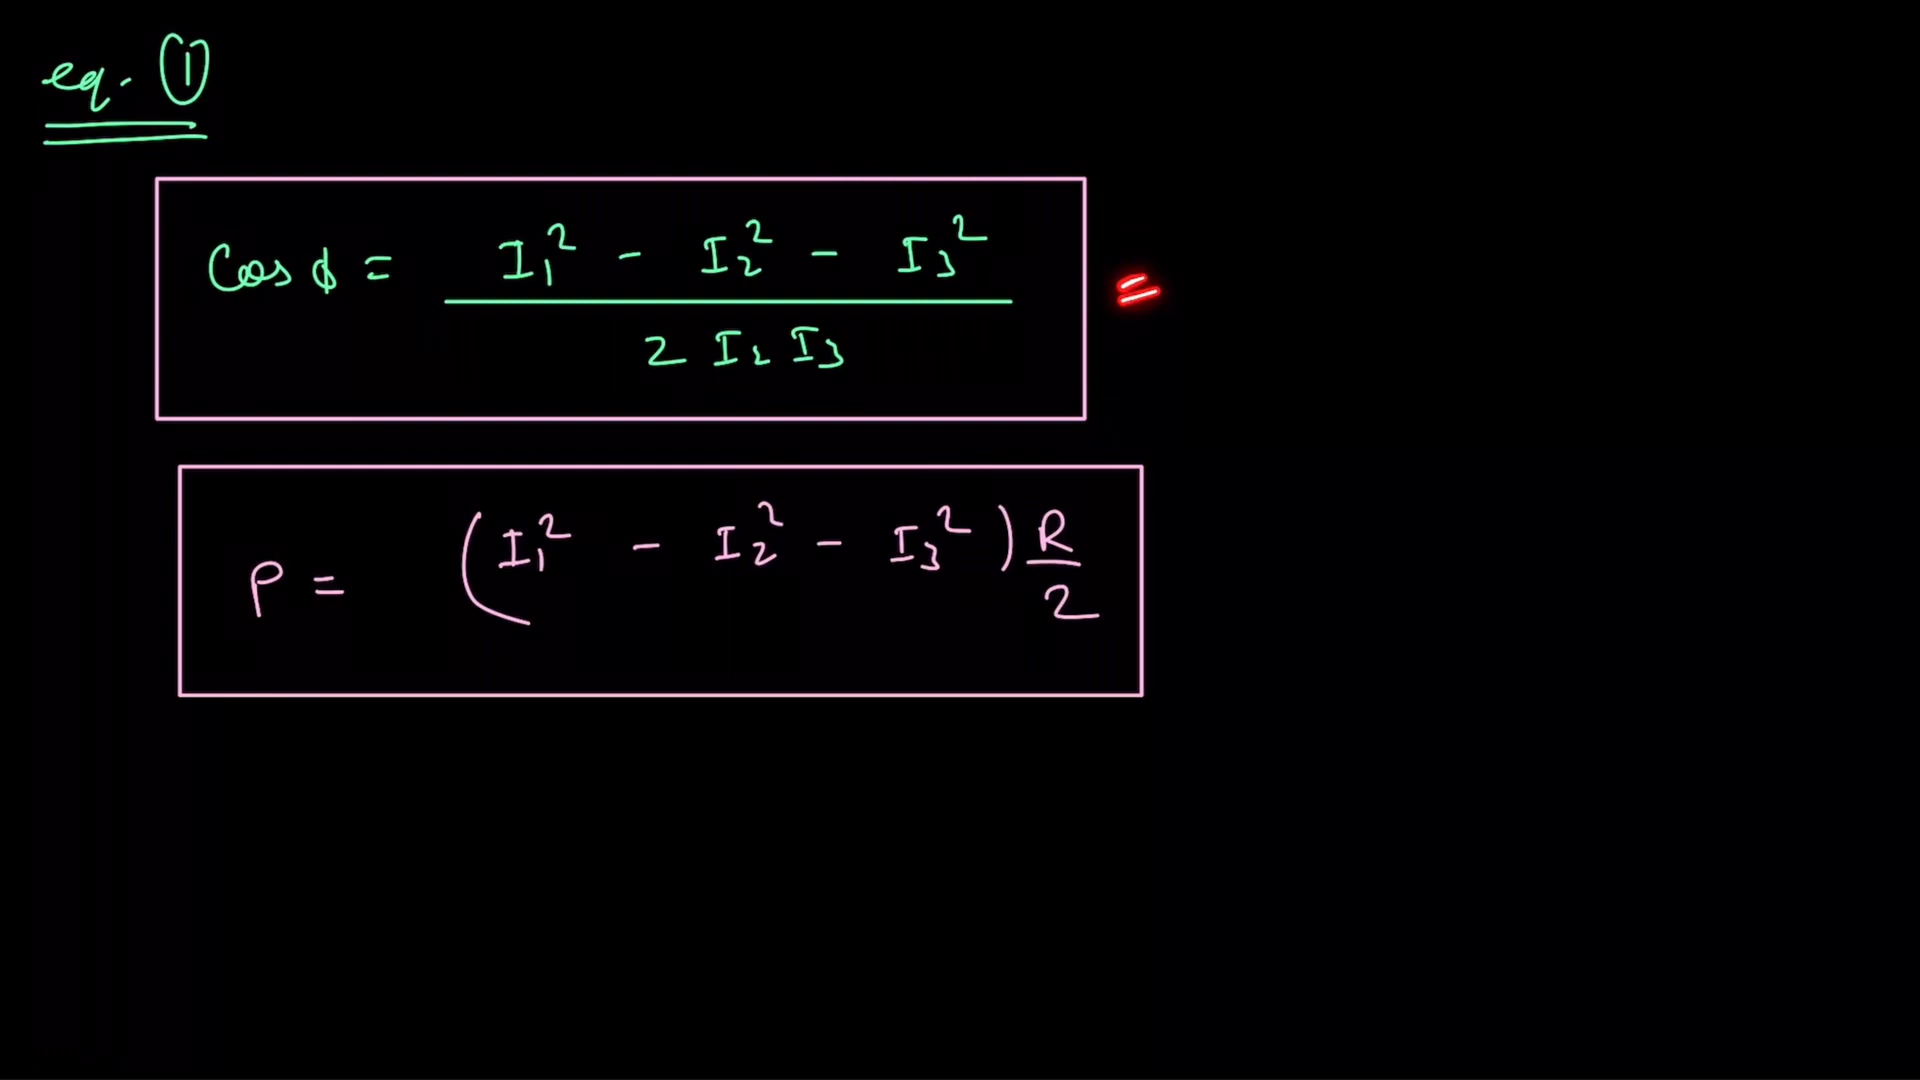 eq. ①
Cos φ = I₁² - I₂² - I₃² / 2 I₂ I₃ =
P = (I₁² - I₂² - I₃²) R/2